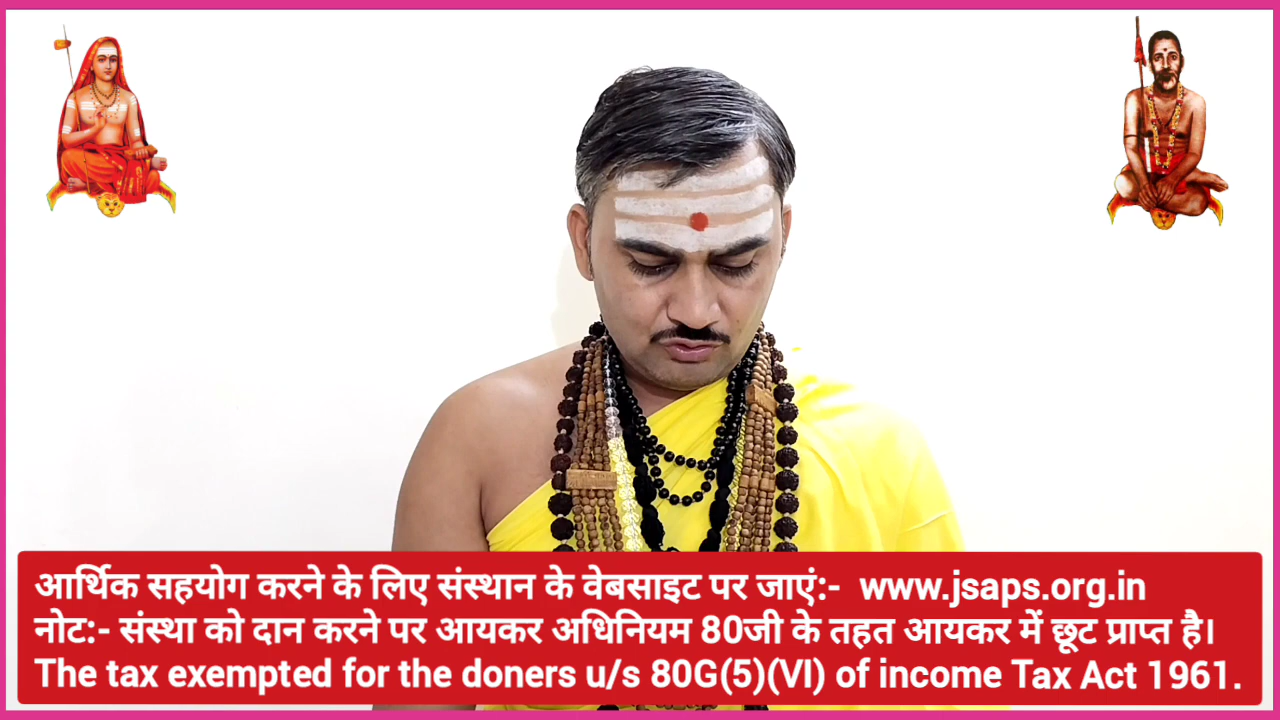 आर्थिक सहयोग करने के लिए संस्थान के वेबसाइट पर जाएं:- www.jsaps.org.in
नोट:- संस्था को दान करने पर आयकर अधिनियम 80जी के तहत आयकर में छूट प्राप्त है।
The tax exempted for the doners u/s 80G(5)(VI) of income Tax Act 1961.